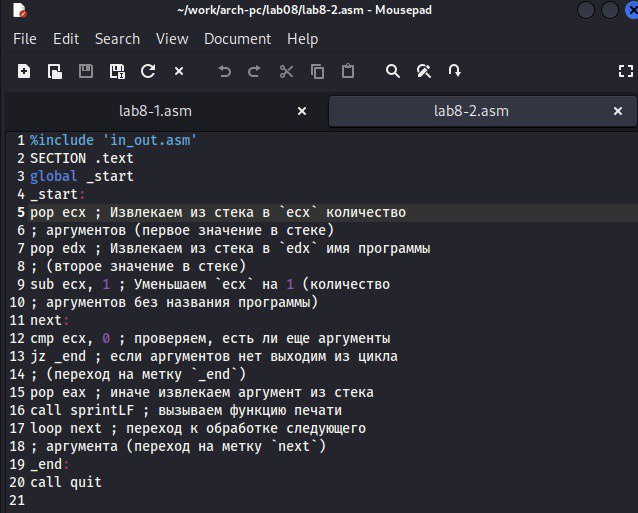 ~/work/arch-pc/lab08/lab8-2.asm - Mousepad
File Edit Search View Document Help
lab8-1.asm × lab8-2.asm ×
1 %include 'in_out.asm'
2 SECTION .text
3 global _start
4 _start:
5 pop ecx ; Извлекаем из стека в `ecx` количество
6 ; аргументов (первое значение в стеке)
7 pop edx ; Извлекаем из стека в `edx` имя программы
8 ; (второе значение в стеке)
9 sub ecx, 1 ; Уменьшаем `ecx` на 1 (количество
10 ; аргументов без названия программы)
11 next:
12 cmp ecx, 0 ; проверяем, есть ли еще аргументы
13 jz _end ; если аргументов нет выходим из цикла
14 ; (переход на метку `_end`)
15 pop eax ; иначе извлекаем аргумент из стека
16 call sprintLF ; вызываем функцию печати
17 loop next ; переход к обработке следующего
18 ; аргумента (переход на метку `next`)
19 _end:
20 call quit
21